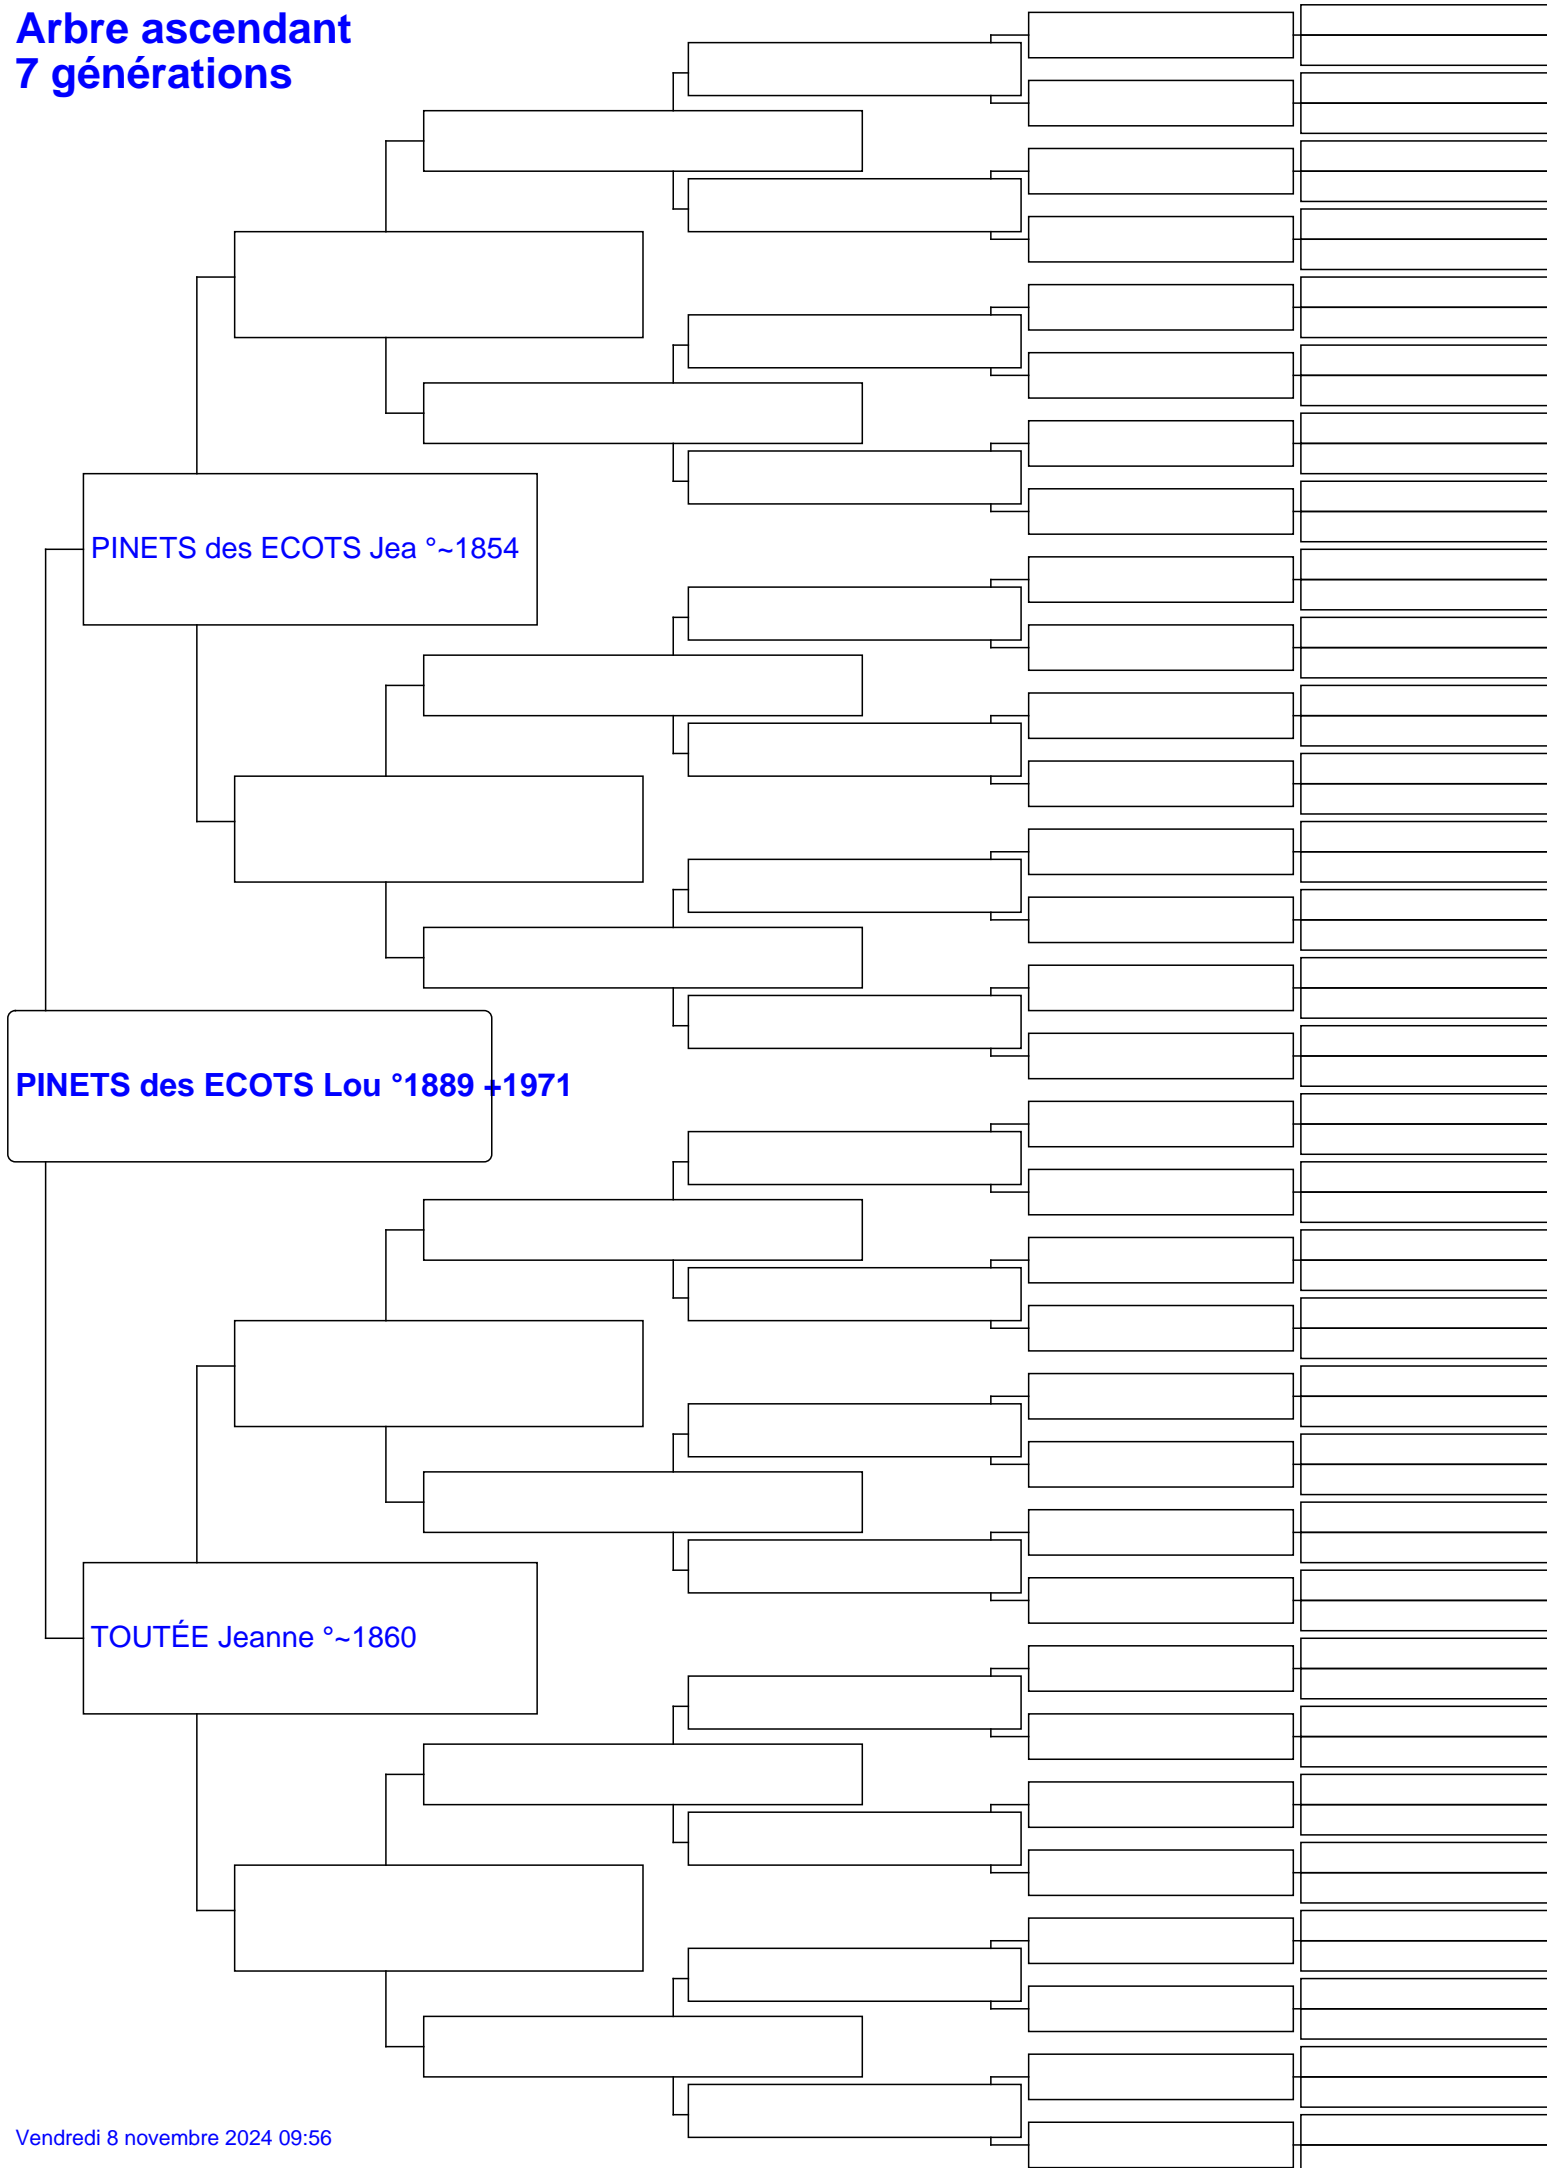 Arbre ascendant
7 générations
PINETS des ECOTS Jea °~1854
PINETS des ECOTS Lou °1889 +1971
TOUTÉE Jeanne °~1860
Vendredi 8 novembre 2024 09:56